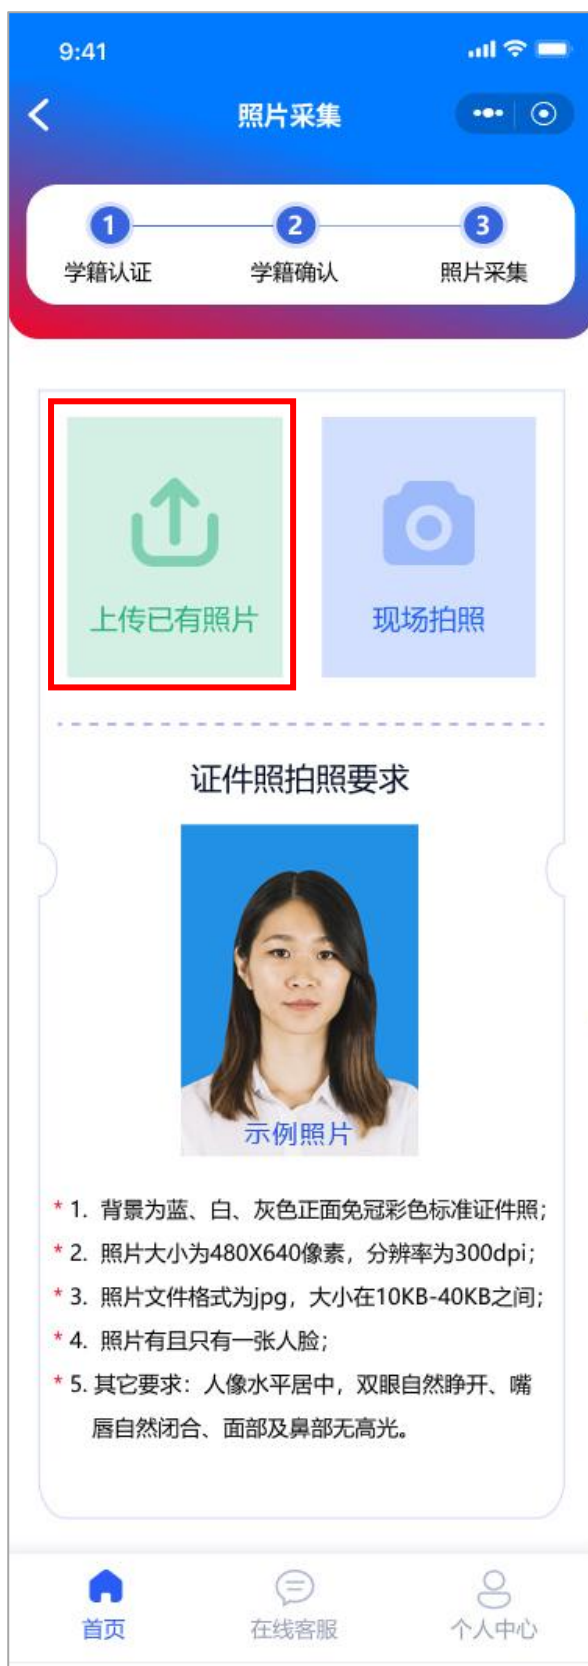 9:41
照片采集
1 2 3
学籍认证 学籍确认 照片采集
上传已有照片 现场拍照
证件照拍照要求
示例照片
* 1. 背景为蓝、白、灰色正面免冠彩色标准证件照;
* 2. 照片大小为480X640像素，分辨率为300dpi;
* 3. 照片文件格式为jpg，大小在10KB-40KB之间;
* 4. 照片有且只有一张人脸;
* 5. 其它要求：人像水平居中，双眼自然睁开、嘴
唇自然闭合、面部及鼻部无高光。
首页 在线客服 个人中心